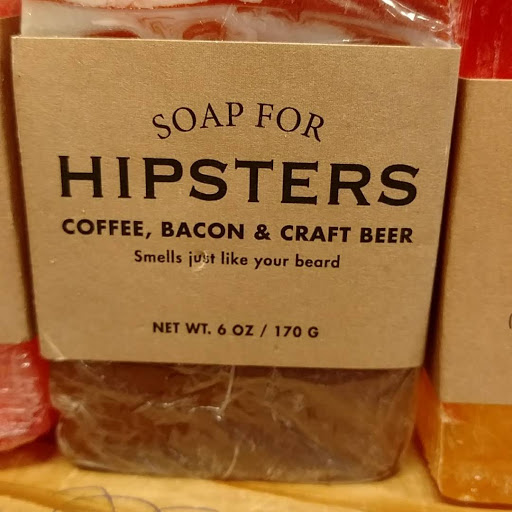 SOAP FOR
HIPSTERS
COFFEE, BACON & CRAFT BEER
Smells just like your beard
NET WT. 6 OZ / 170 G